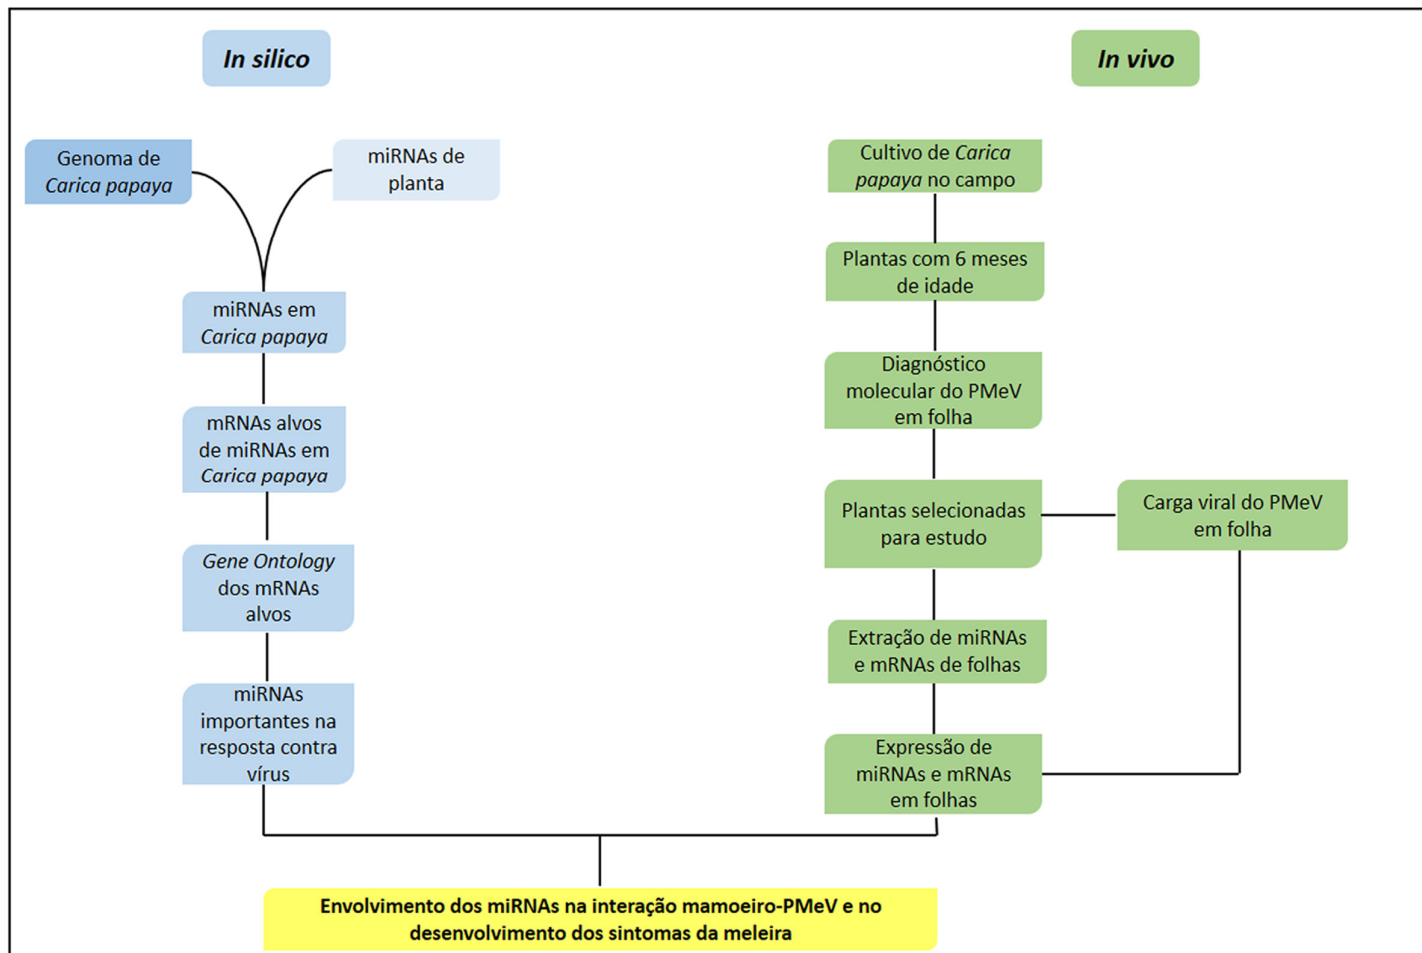 In silico
In vivo
Genoma de
Carica papaya
miRNAs de
planta
miRNAs em
Carica papaya
mRNAs alvos
de miRNAs em
Carica papaya
Gene Ontology
dos mRNAs
alvos
miRNAs
importantes na
resposta contra
vírus
Cultivo de Carica
papaya no campo
Plantas com 6 meses
de idade
Diagnóstico
molecular do PMeV
em folha
Plantas selecionadas
para estudo
Carga viral do PMeV
em folha
Extração de miRNAs
e mRNAs de folhas
Expressão de
miRNAs e mRNAs
em folhas
Envolvimento dos miRNAs na interação mamoeiro-PMeV e no
desenvolvimento dos sintomas da meleira